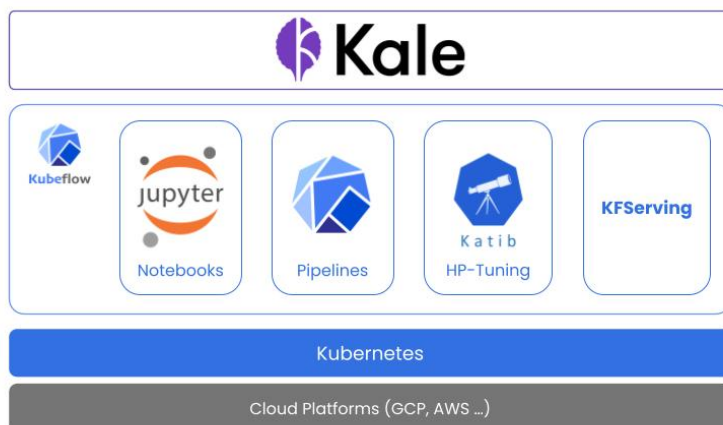 Kale
Kubeflow
jupyter
Notebooks
Pipelines
Katib
HP-Tuning
KFServing
Kubernetes
Cloud Platforms (GCP, AWS ...)